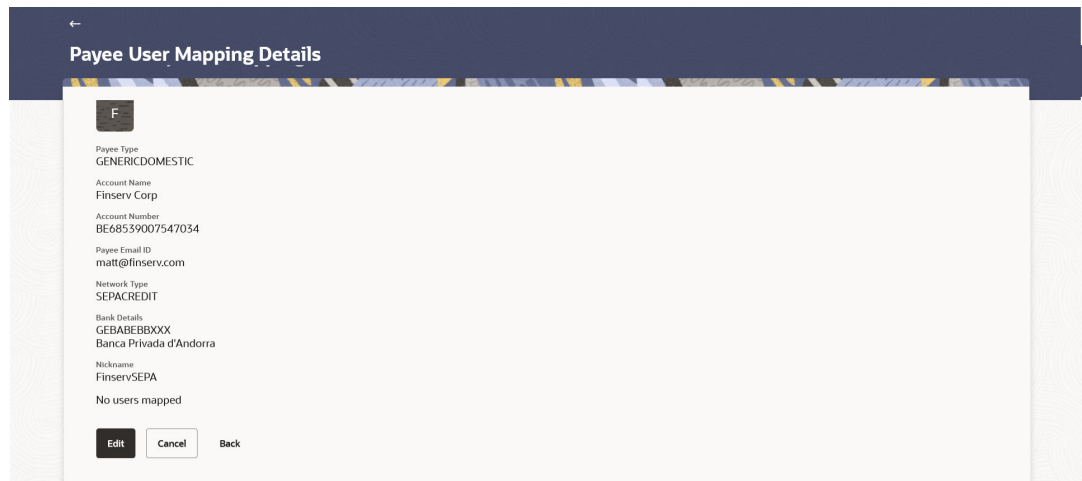 ←
Payee User Mapping Details
F
Payee Type
GENERICDOMESTIC
Account Name
Finserv Corp
Account Number
BE68539007547034
Payee Email ID
matt@finserv.com
Network Type
SEPACREDIT
Bank Details
GEBABEBBXXX
Banca Privada d'Andorra
Nickname
FinservSEPA
No users mapped
Edit Cancel Back